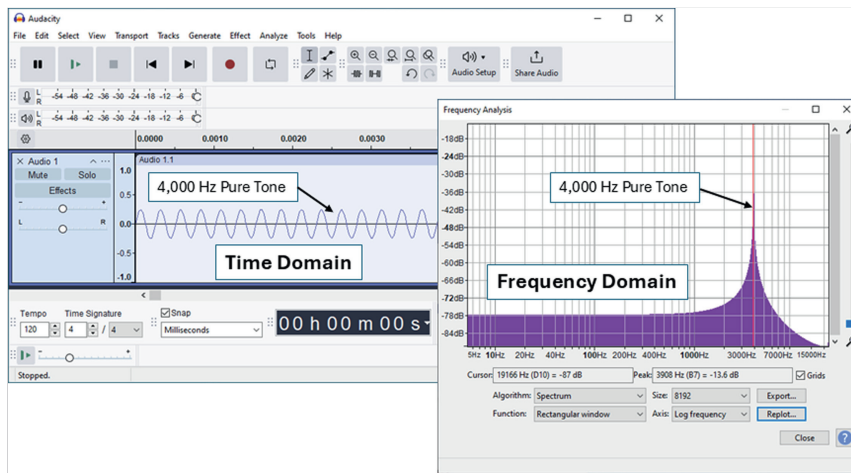 Audacity
File Edit Select View Transport Tracks Generate Effect Analyze Tools Help
Audio Setup
Share Audio
L
R
-54 -48 -42 -36 -30 -24 -18 -12 -6
L
R
-54 -48 -42 -36 -30 -24 -18 -12 -6
0.0000 0.0010 0.0020 0.0030
Audio 1
Mute Solo
Effects
- +
L R
Audio 1.1
1.0
0.5
0.0
-0.5
-1.0
4,000 Hz Pure Tone
Time Domain
Tempo
120
Time Signature
4 / 4
Snap
Milliseconds
00 h 00 m 00 s
- +
Stopped.
Frequency Analysis
-18dB
-24dB
-30dB
-36dB
-42dB
-48dB
-54dB
-60dB
-66dB
-72dB
-78dB
-84dB
4,000 Hz Pure Tone
Frequency Domain
5Hz 10Hz 20Hz 40Hz 100Hz 200Hz 400Hz 1000Hz 3000Hz 7000Hz 15000Hz
Cursor: 19166 Hz (D10) = -87 dB Peak: 3908 Hz (B7) = -13.6 dB Grids
Algorithm: Spectrum Size: 8192 Export...
Function: Rectangular window Axis: Log frequency Replot...
Close ?